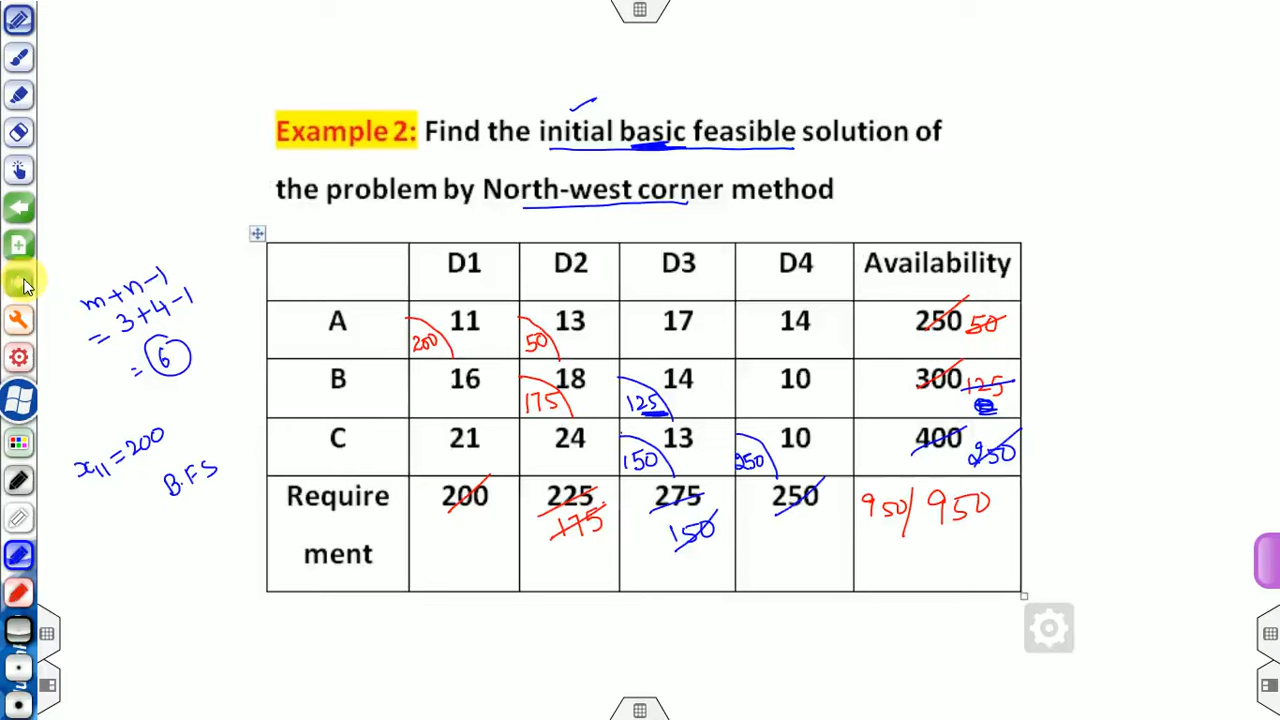 Example 2: Find the initial basic feasible solution of
the problem by North-west corner method
D1 D2 D3 D4 Availability
A 11 13 17 14 250 50
200 50
B 16 18 14 10 300 125
175 125
C 21 24 13 10 400 250
150 250
Require 200 225 275 250 950/950
ment 175 150
m+n-1
= 3+4-1
= 6
x11 = 200
B.F.S